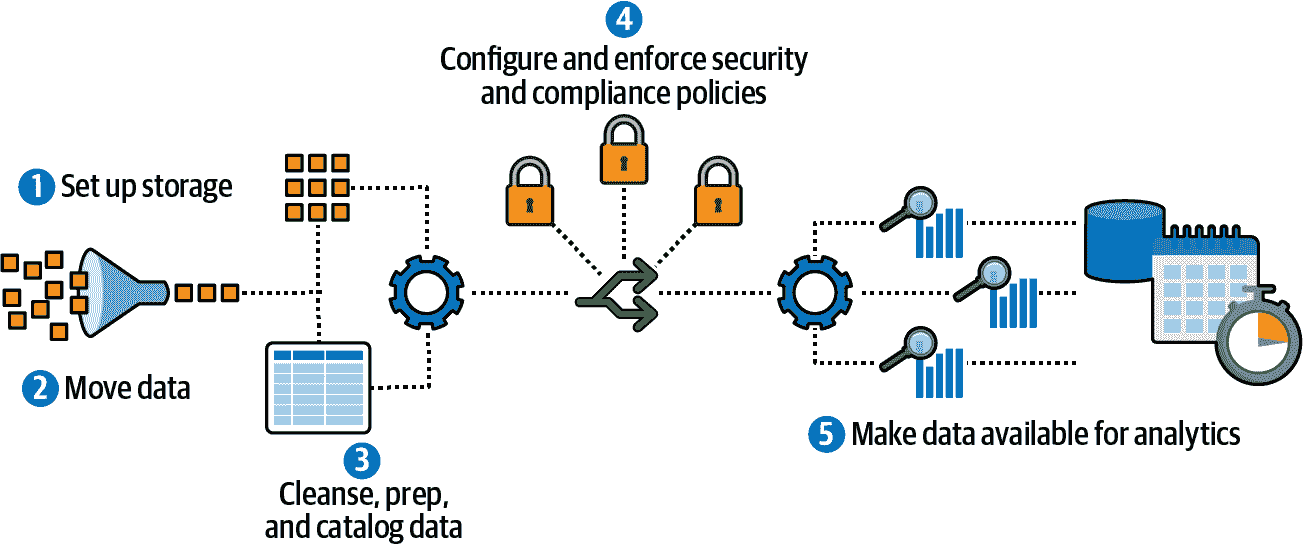 1 Set up storage
2 Move data
3
Cleanse, prep,
and catalog data
4
Configure and enforce security
and compliance policies
5 Make data available for analytics